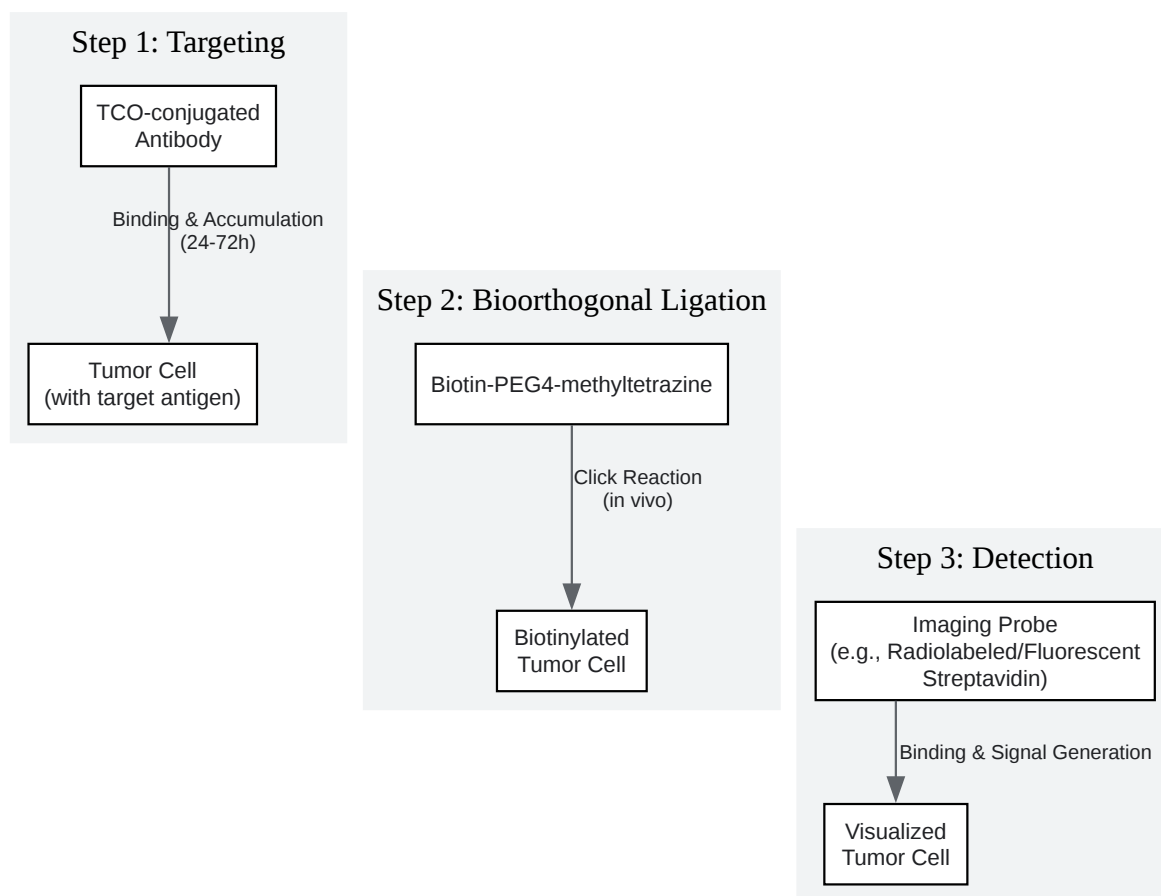 Step 1: Targeting
TCO-conjugated
Antibody
Binding & Accumulation
(24-72h)
Tumor Cell
(with target antigen)
Step 2: Bioorthogonal Ligation
Biotin-PEG4-methyltetrazine
Click Reaction
(in vivo)
Biotinylated
Tumor Cell
Step 3: Detection
Imaging Probe
(e.g., Radiolabeled/Fluorescent
Streptavidin)
Binding & Signal Generation
Visualized
Tumor Cell